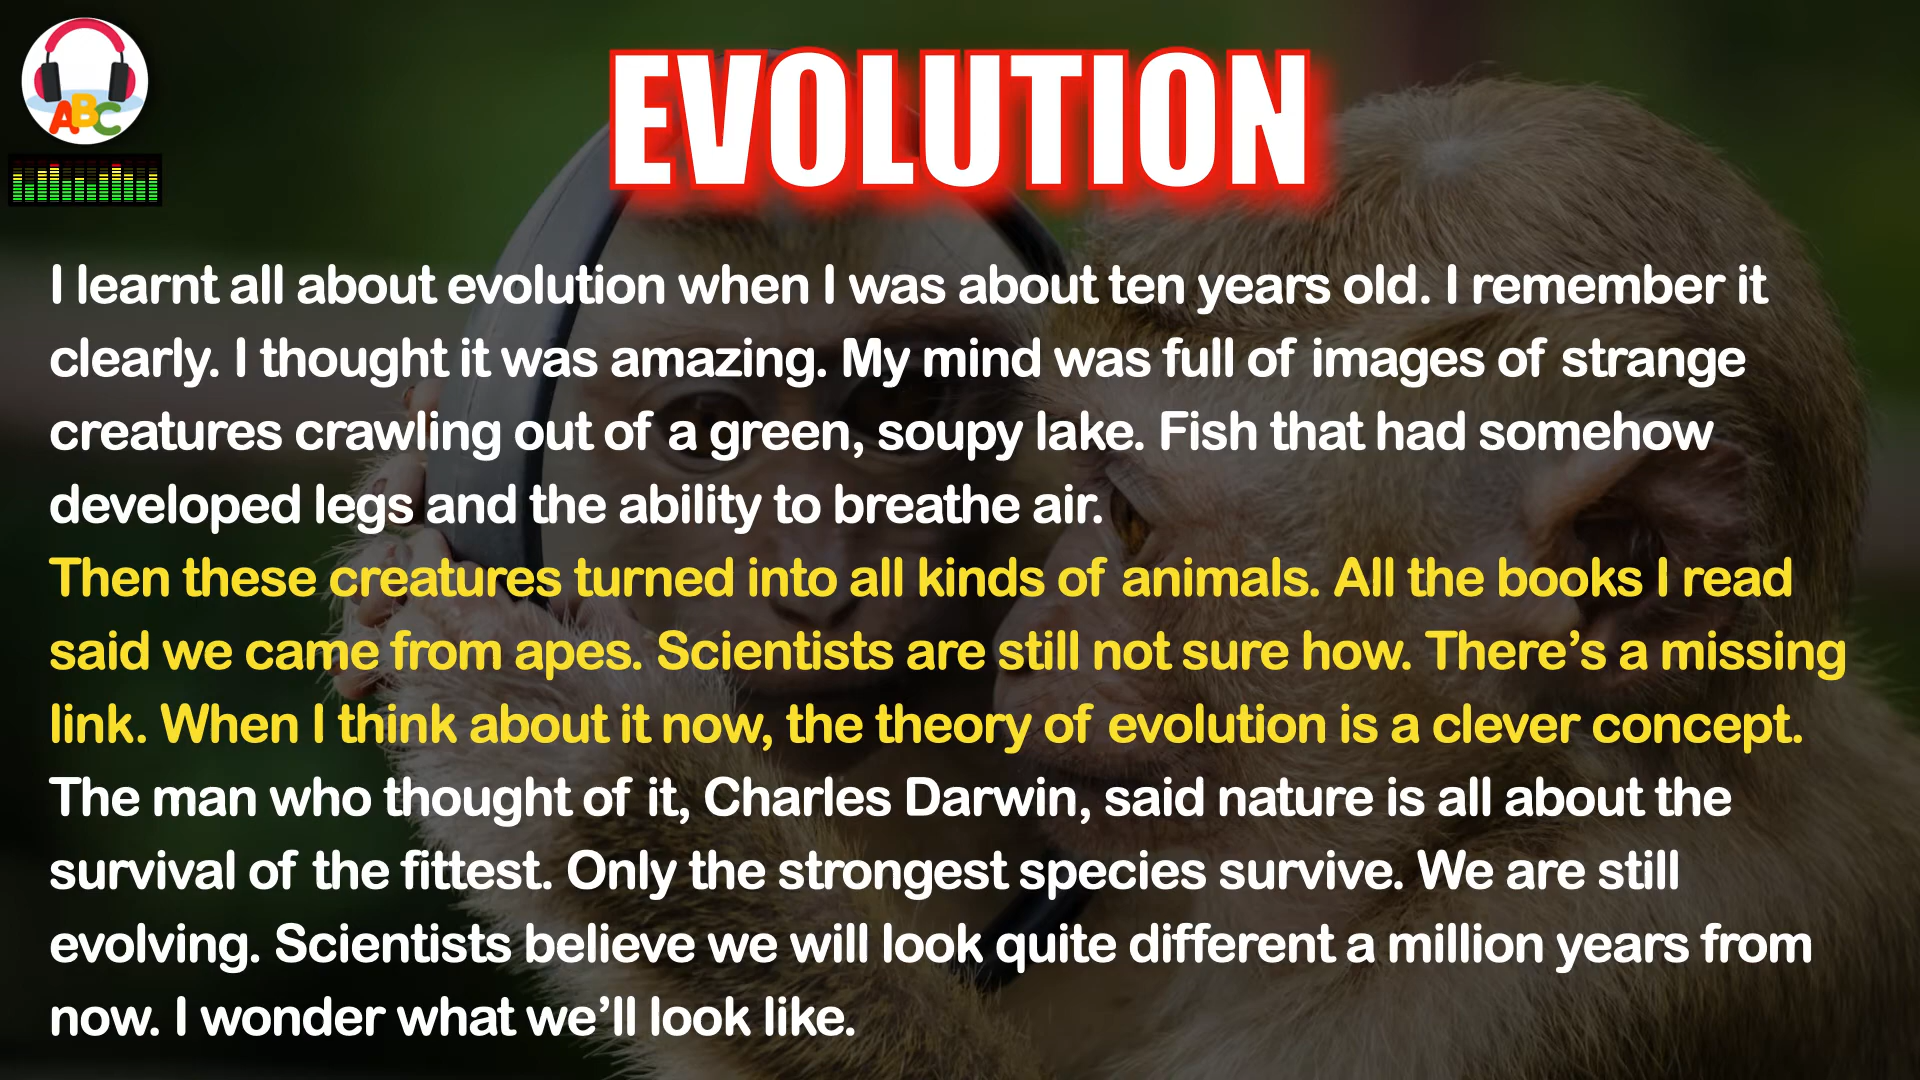 ABC
EVOLUTION
I learnt all about evolution when I was about ten years old. I remember it
clearly. I thought it was amazing. My mind was full of images of strange
creatures crawling out of a green, soupy lake. Fish that had somehow
developed legs and the ability to breathe air.
Then these creatures turned into all kinds of animals. All the books I read
said we came from apes. Scientists are still not sure how. There’s a missing
link. When I think about it now, the theory of evolution is a clever concept.
The man who thought of it, Charles Darwin, said nature is all about the
survival of the fittest. Only the strongest species survive. We are still
evolving. Scientists believe we will look quite different a million years from
now. I wonder what we’ll look like.